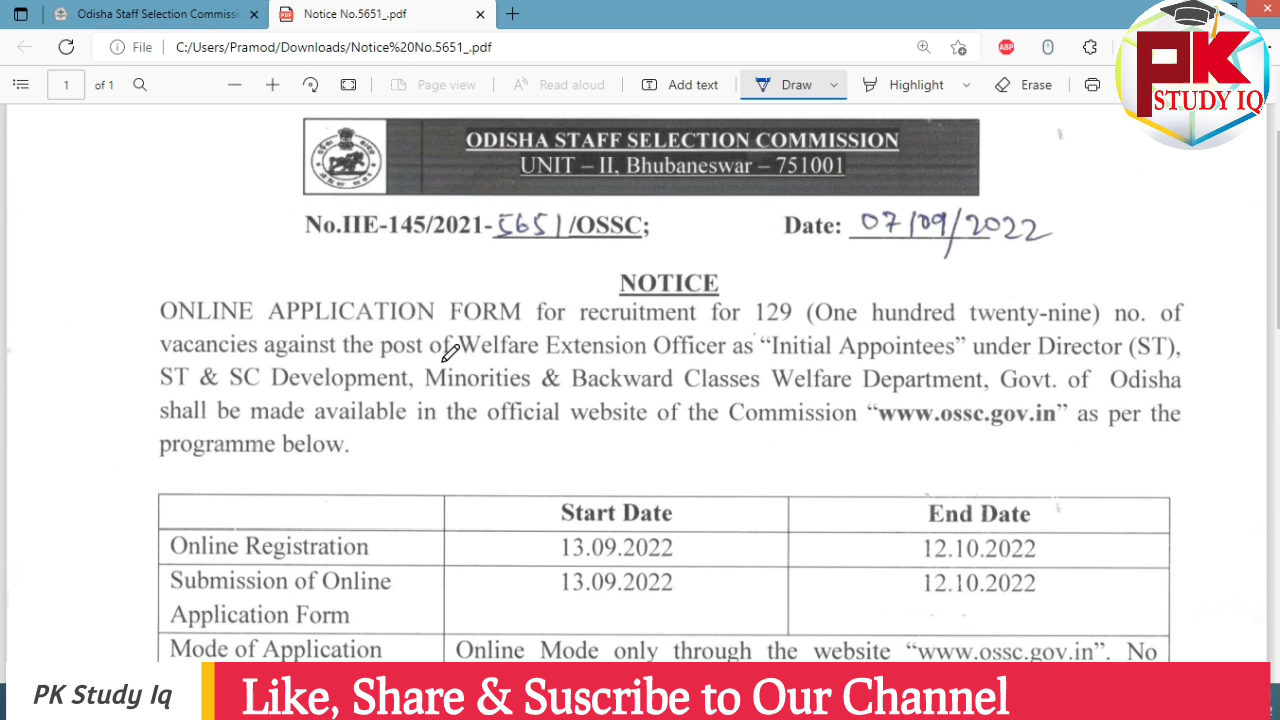 Odisha Staff Selection Commissi
Notice No.5651_.pdf
File
C:/Users/Pramod/Downloads/Notice%20No.5651_.pdf
ABP
1
of 1
Page view
Read aloud
Add text
Draw
Highlight
Erase
PK
STUDY IQ
ODISHA STAFF SELECTION COMMISSION
UNIT – II, Bhubaneswar – 751001
No.IIE-145/2021-5651/OSSC;
Date: 07/09/2022
NOTICE
ONLINE APPLICATION FORM for recruitment for 129 (One hundred twenty-nine) no. of
vacancies against the post of Welfare Extension Officer as “Initial Appointees” under Director (ST),
ST & SC Development, Minorities & Backward Classes Welfare Department, Govt. of Odisha
shall be made available in the official website of the Commission “www.ossc.gov.in” as per the
programme below.
Start Date
End Date
Online Registration
13.09.2022
12.10.2022
Submission of Online
Application Form
13.09.2022
12.10.2022
Mode of Application
Online Mode only through the website “www.ossc.gov.in”. No
PK Study Iq
Like, Share & Suscribe to Our Channel